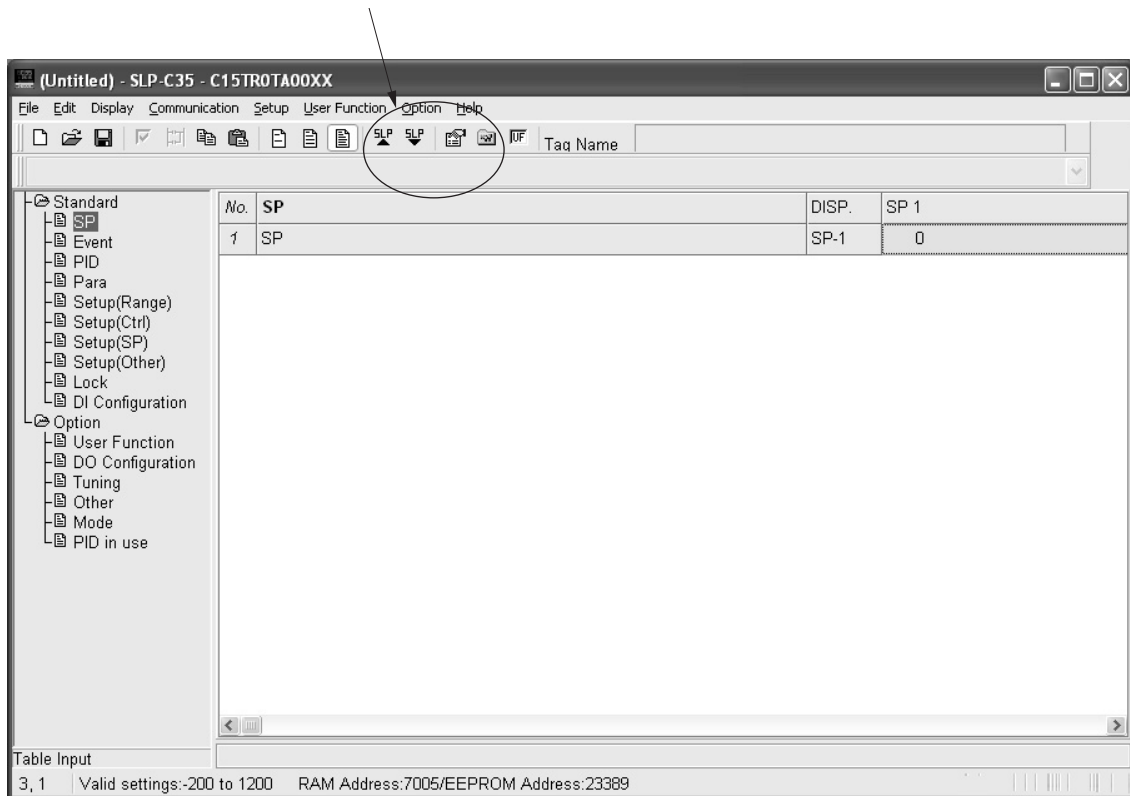 (Untitled) - SLP-C35 - C15TR0TA00XX
File Edit Display Communication Setup User Function Option Help
SLP SLP UF Tag Name
Standard
SP
Event
PID
Para
Setup(Range)
Setup(Ctrl)
Setup(SP)
Setup(Other)
Lock
DI Configuration
Option
User Function
DO Configuration
Tuning
Other
Mode
PID in use
No. SP DISP. SP 1
1 SP SP-1 0
Table Input
3, 1 Valid settings:-200 to 1200 RAM Address:7005/EEPROM Address:23389